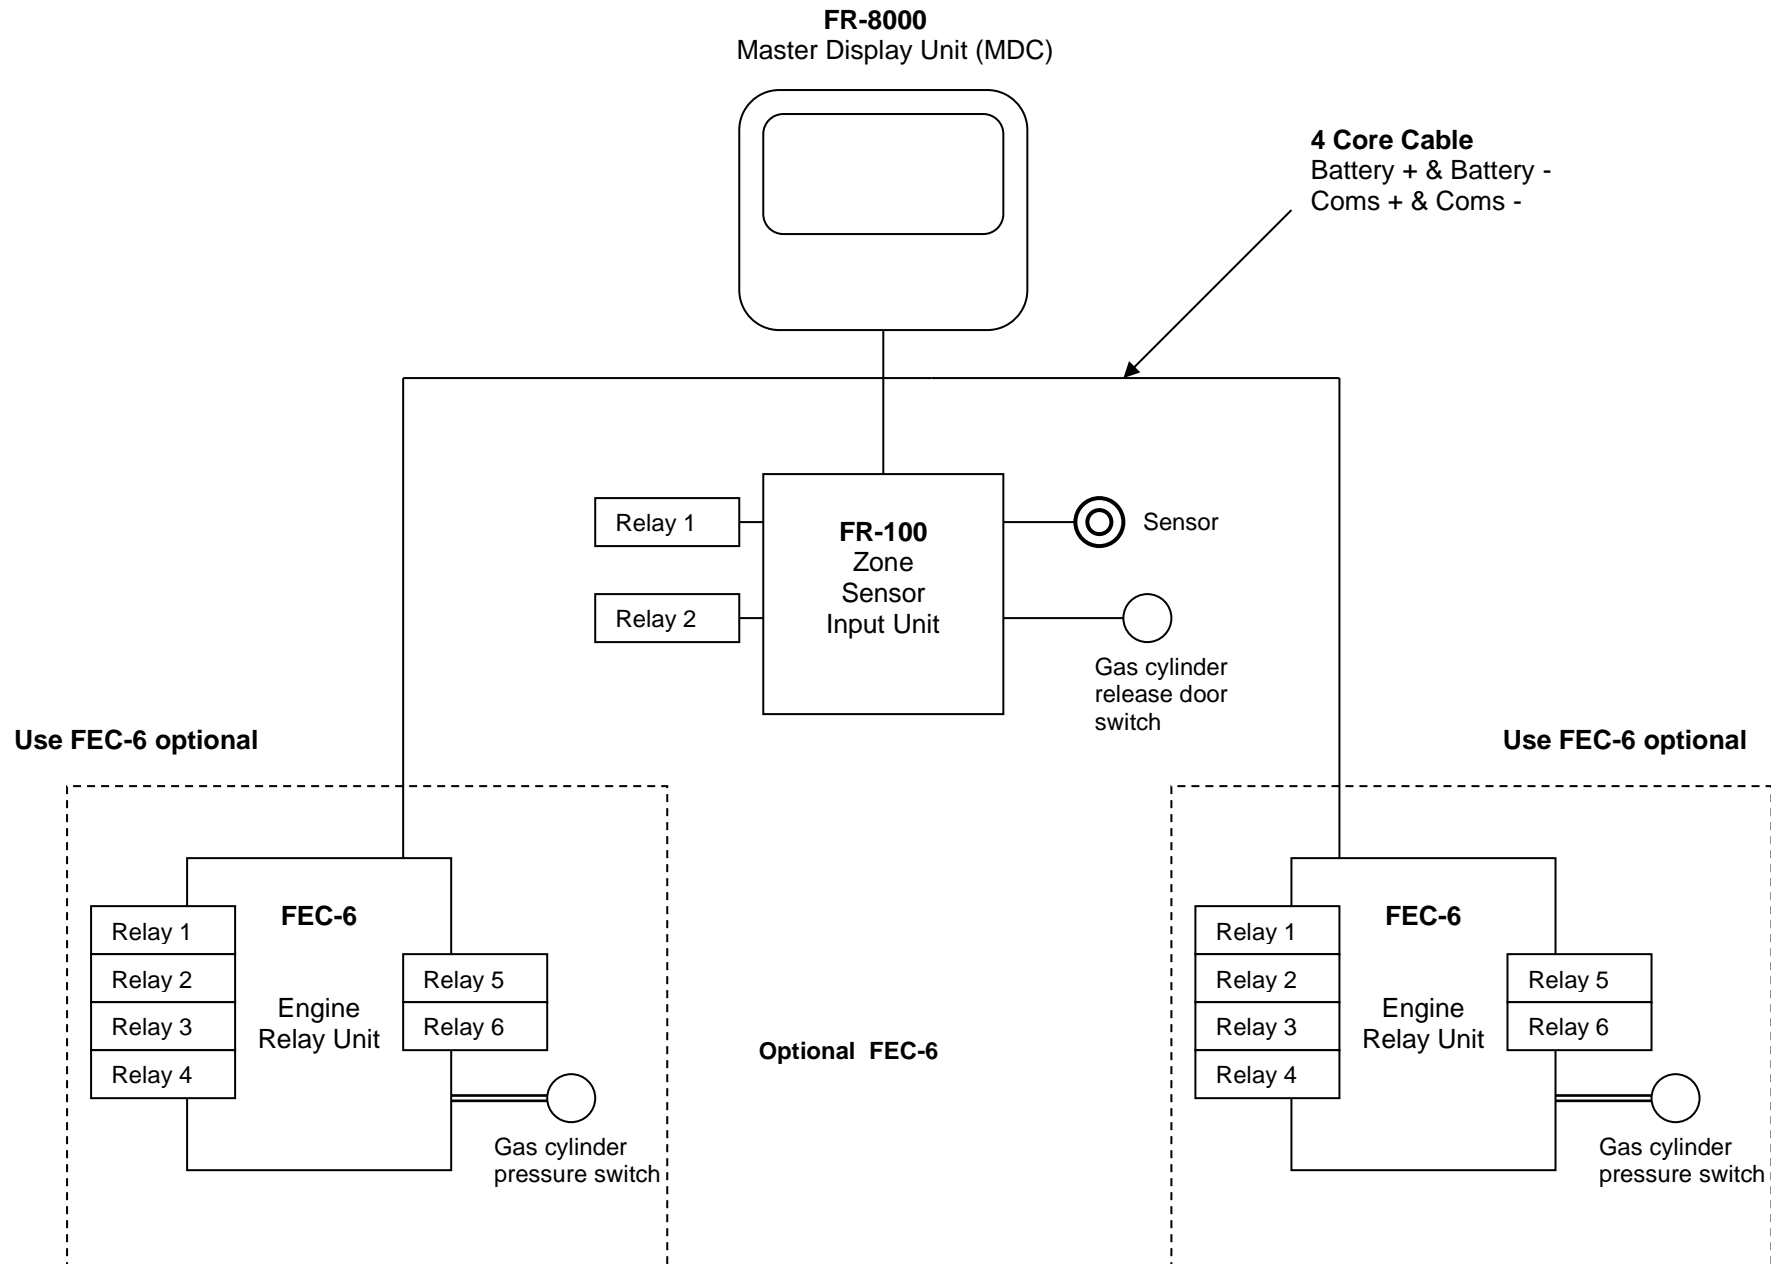 FR-8000
Master Display Unit (MDC)
4 Core Cable
Battery + & Battery -
Coms + & Coms -
Relay 1
Relay 2
FR-100
Zone
Sensor
Input Unit
Sensor
Gas cylinder
release door
switch
Use FEC-6 optional
Use FEC-6 optional
FEC-6
Engine
Relay Unit
Relay 1
Relay 2
Relay 3
Relay 4
Relay 5
Relay 6
Gas cylinder
pressure switch
Optional FEC-6
FEC-6
Engine
Relay Unit
Relay 1
Relay 2
Relay 3
Relay 4
Relay 5
Relay 6
Gas cylinder
pressure switch